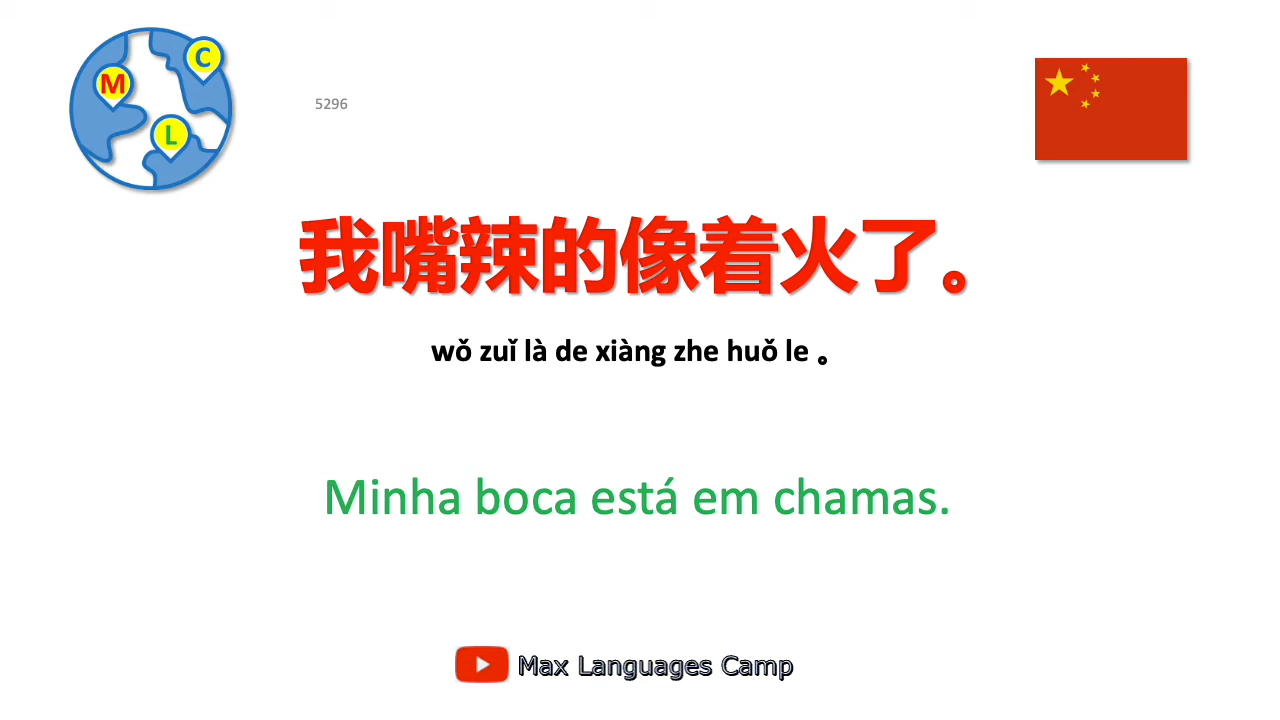 M
C
L
5296
我嘴辣的像着火了。
wǒ zuǐ là de xiàng zhe huǒ le 。
Minha boca está em chamas.
Max Languages Camp